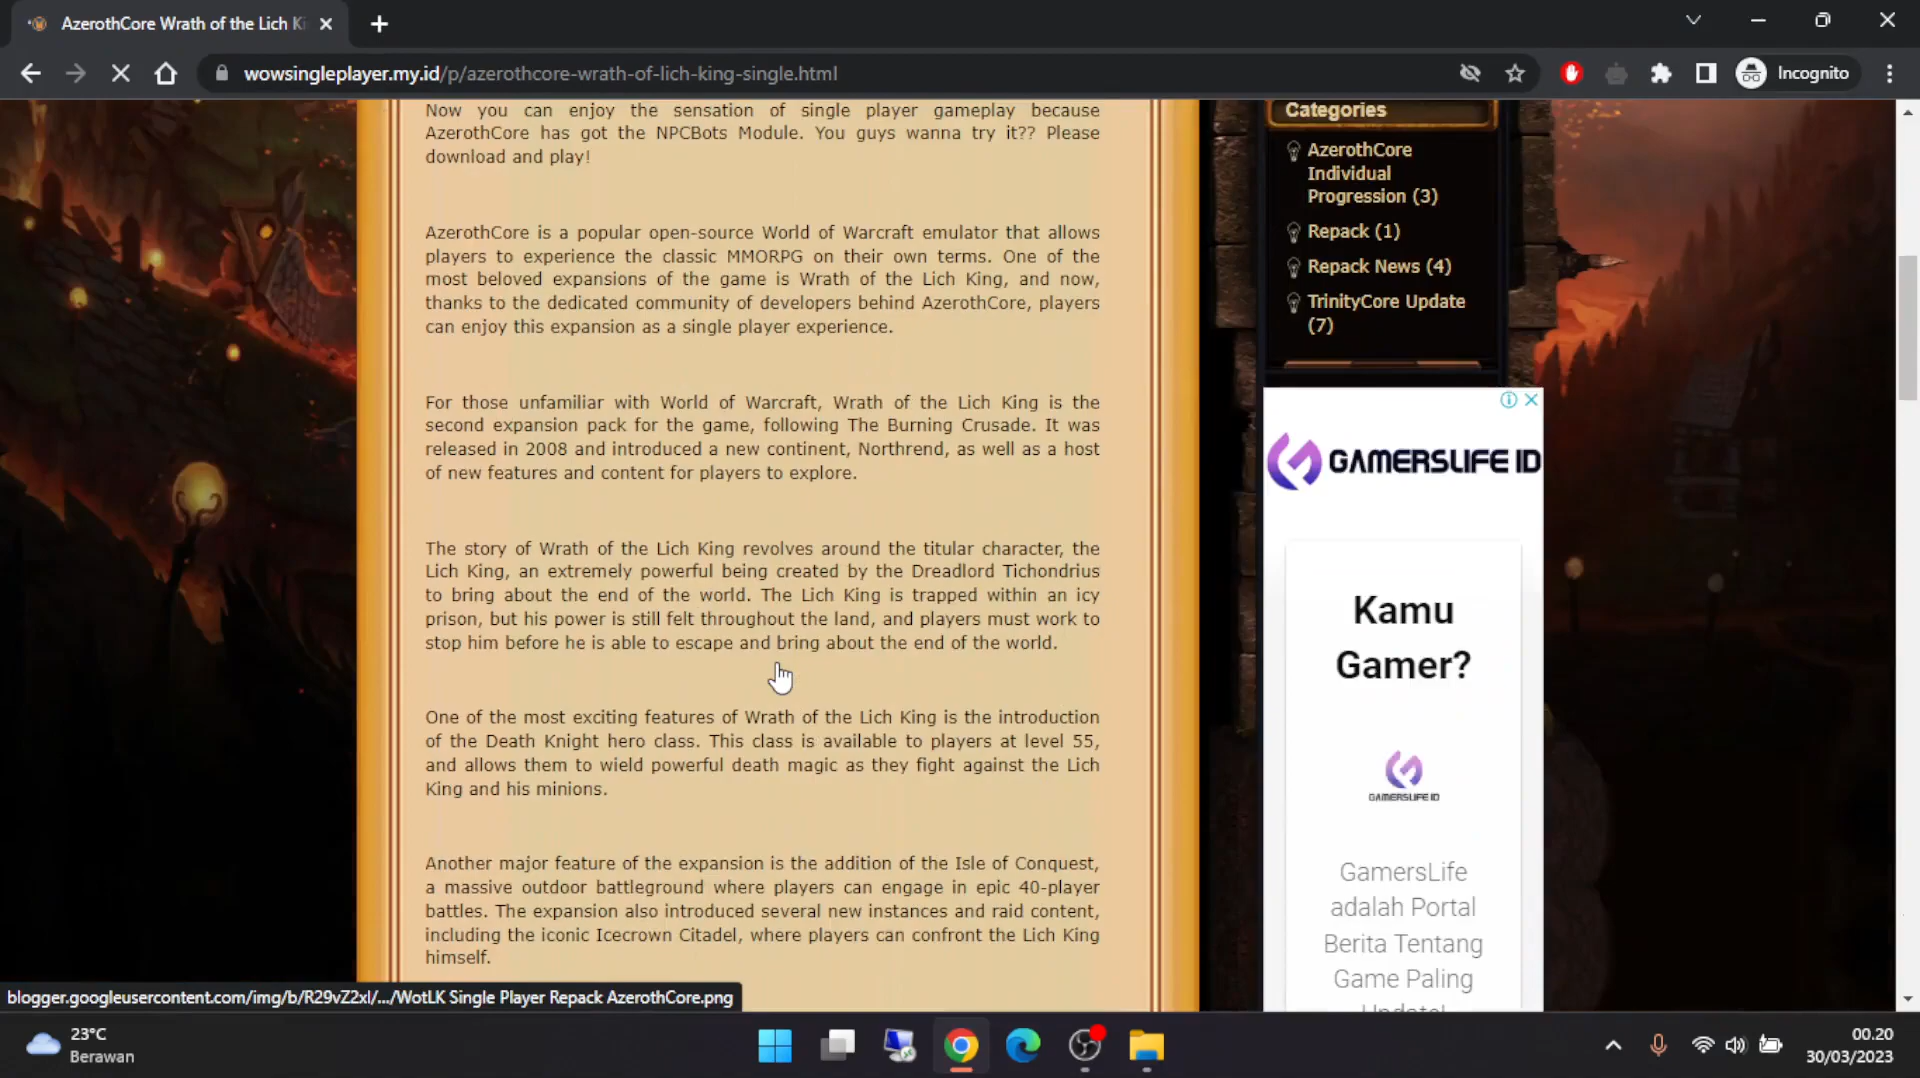 AzerothCore Wrath of the Lich Ki
wowsingleplayer.my.id/p/azerothcore-wrath-of-lich-king-single.html
Incognito
Now you can enjoy the sensation of single player gameplay because
AzerothCore has got the NPCBots Module. You guys wanna try it?? Please
download and play!
AzerothCore is a popular open-source World of Warcraft emulator that allows
players to experience the classic MMORPG on their own terms. One of the
most beloved expansions of the game is Wrath of the Lich King, and now,
thanks to the dedicated community of developers behind AzerothCore, players
can enjoy this expansion as a single player experience.
For those unfamiliar with World of Warcraft, Wrath of the Lich King is the
second expansion pack for the game, following The Burning Crusade. It was
released in 2008 and introduced a new continent, Northrend, as well as a host
of new features and content for players to explore.
The story of Wrath of the Lich King revolves around the titular character, the
Lich King, an extremely powerful being created by the Dreadlord Tichondrius
to bring about the end of the world. The Lich King is trapped within an icy
prison, but his power is still felt throughout the land, and players must work to
stop him before he is able to escape and bring about the end of the world.
One of the most exciting features of Wrath of the Lich King is the introduction
of the Death Knight hero class. This class is available to players at level 55,
and allows them to wield powerful death magic as they fight against the Lich
King and his minions.
Another major feature of the expansion is the addition of the Isle of Conquest,
a massive outdoor battleground where players can engage in epic 40-player
battles. The expansion also introduced several new instances and raid content,
including the iconic Icecrown Citadel, where players can confront the Lich King
himself.
Categories
AzerothCore
Individual
Progression (3)
Repack (1)
Repack News (4)
TrinityCore Update
(7)
GAMERSLIFE ID
Kamu
Gamer?
GAMERSLIFE ID
GamersLife
adalah Portal
Berita Tentang
Game Paling
Update!
blogger.googleusercontent.com/img/b/R29vZ2xl/.../WotLK Single Player Repack AzerothCore.png
23°C
Berawan
00.20
30/03/2023